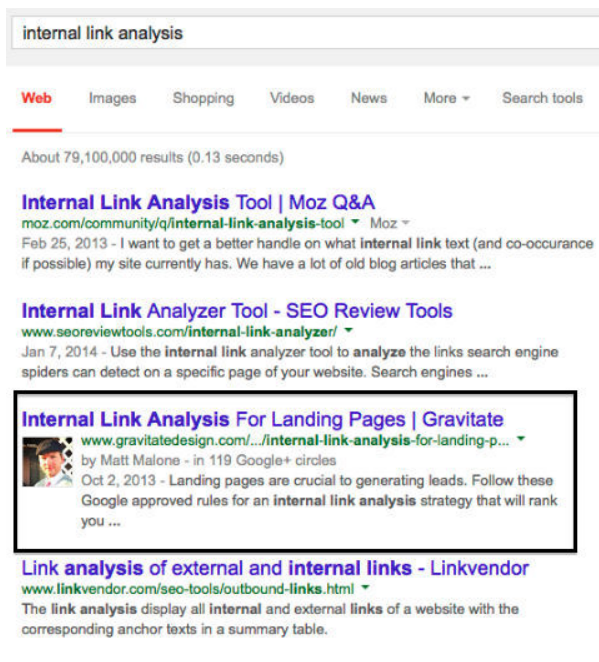 internal link analysis
Web Images Shopping Videos News More Search tools
About 79,100,000 results (0.13 seconds)
Internal Link Analysis Tool | Moz Q&A
moz.com/community/q/internal-link-analysis-tool Moz
Feb 25, 2013 - I want to get a better handle on what internal link text (and co-occurance
if possible) my site currently has. We have a lot of old blog articles that ...
Internal Link Analyzer Tool - SEO Review Tools
www.seoreviewtools.com/internal-link-analyzer/
Jan 7, 2014 - Use the internal link analyzer tool to analyze the links search engine
spiders can detect on a specific page of your website. Search engines ...
Internal Link Analysis For Landing Pages | Gravitate
www.gravitatedesign.com/.../internal-link-analysis-for-landing-p...
by Matt Malone - in 119 Google+ circles
Oct 2, 2013 - Landing pages are crucial to generating leads. Follow these
Google approved rules for an internal link analysis strategy that will rank
you ...
Link analysis of external and internal links - Linkvendor
www.linkvendor.com/seo-tools/outbound-links.html
The link analysis display all internal and external links of a website with the
corresponding anchor texts in a summary table.